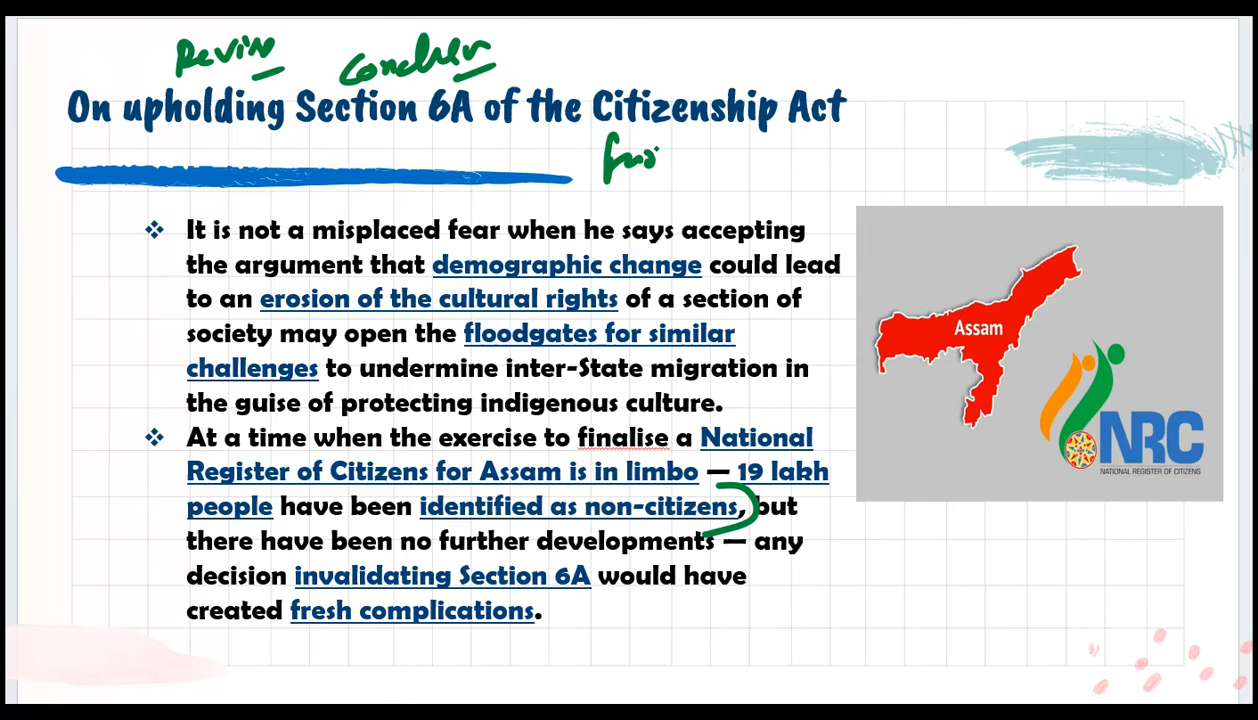 On upholding Section 6A of the Citizenship Act
It is not a misplaced fear when he says accepting
the argument that demographic change could lead
to an erosion of the cultural rights of a section of
society may open the floodgates for similar
challenges to undermine inter-State migration in
the guise of protecting indigenous culture.
At a time when the exercise to finalise a National
Register of Citizens for Assam is in limbo — 19 lakh
people have been identified as non-citizens, but
there have been no further developments — any
decision invalidating Section 6A would have
created fresh complications.
Assam
NRC
NATIONAL REGISTER OF CITIZENS